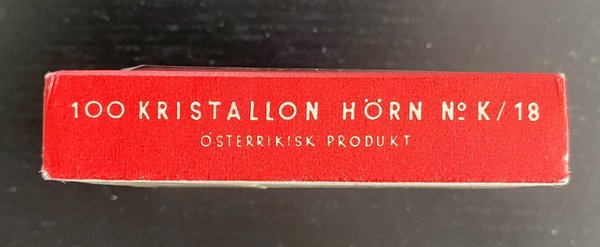 100 KRISTALLON HÖRN Nº K/18
ÖSTERRIKISK PRODUKT